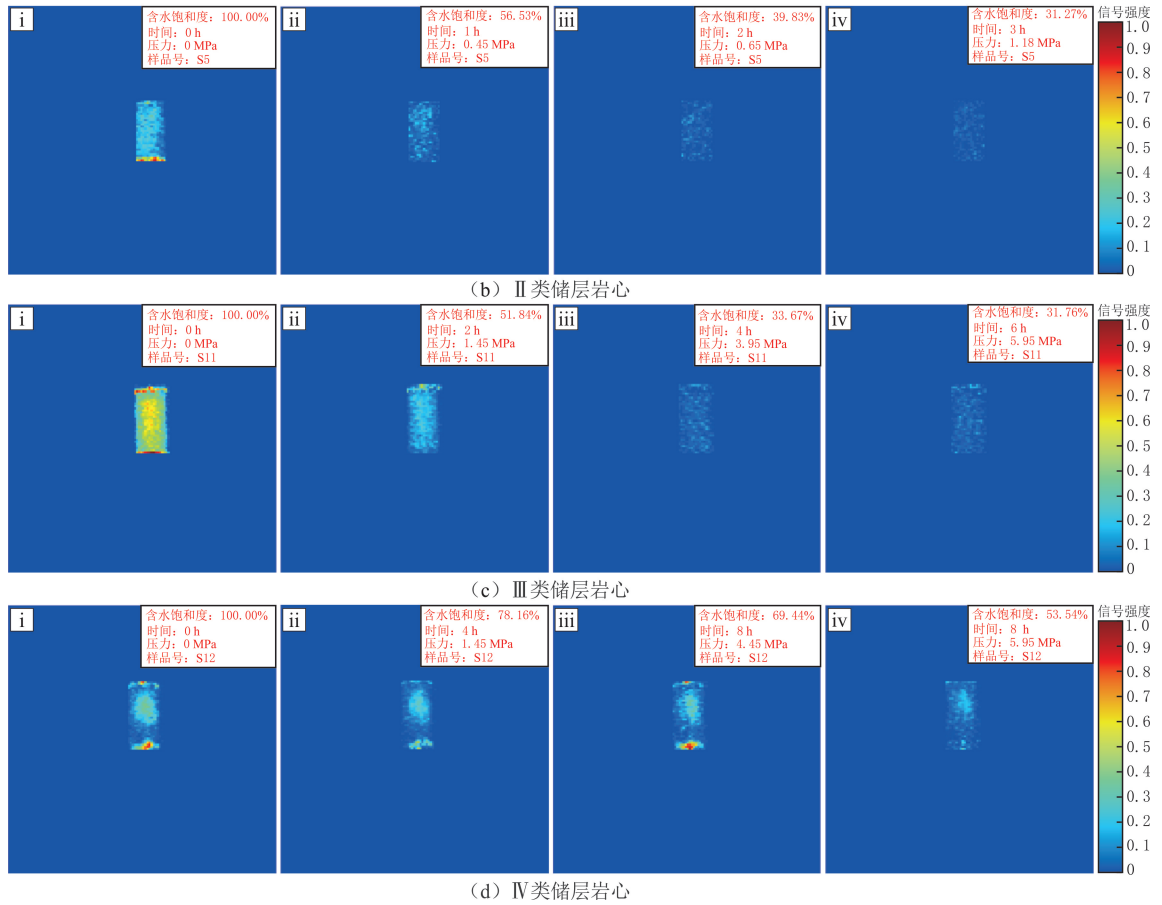 i
含水饱和度：100.00%
时间：0 h
压力：0 MPa
样品号：S5
ii
含水饱和度：56.53%
时间：1 h
压力：0.45 MPa
样品号：S5
iii
含水饱和度：39.83%
时间：2 h
压力：0.65 MPa
样品号：S5
iv
含水饱和度：31.27%
时间：3 h
压力：1.18 MPa
样品号：S5
信号强度
1.0
0.9
0.8
0.7
0.6
0.5
0.4
0.3
0.2
0.1
0
（b）Ⅱ类储层岩心
i
含水饱和度：100.00%
时间：0 h
压力：0 MPa
样品号：S11
ii
含水饱和度：51.84%
时间：2 h
压力：1.45 MPa
样品号：S11
iii
含水饱和度：33.67%
时间：4 h
压力：3.95 MPa
样品号：S11
iv
含水饱和度：31.76%
时间：6 h
压力：5.95 MPa
样品号：S11
信号强度
1.0
0.9
0.8
0.7
0.6
0.5
0.4
0.3
0.2
0.1
0
（c）Ⅲ类储层岩心
i
含水饱和度：100.00%
时间：0 h
压力：0 MPa
样品号：S12
ii
含水饱和度：78.16%
时间：4 h
压力：1.45 MPa
样品号：S12
iii
含水饱和度：69.44%
时间：8 h
压力：4.45 MPa
样品号：S12
iv
含水饱和度：53.54%
时间：8 h
压力：5.95 MPa
样品号：S12
信号强度
1.0
0.9
0.8
0.7
0.6
0.5
0.4
0.3
0.2
0.1
0
（d）Ⅳ类储层岩心